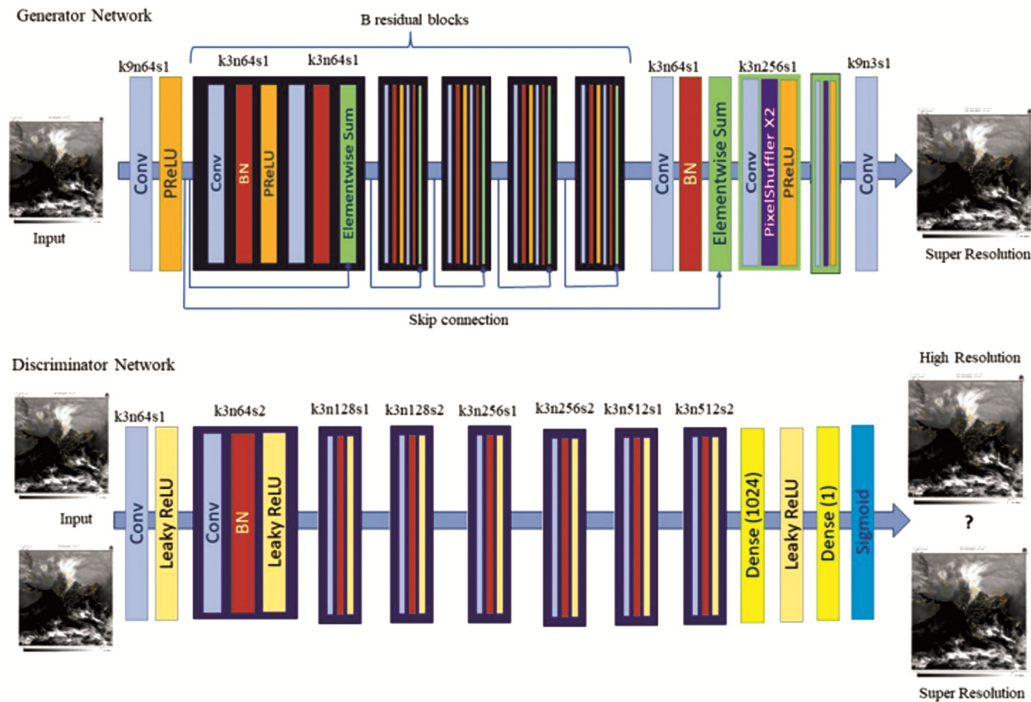 Generator Network
B residual blocks
k9n64s1
k3n64s1
k3n64s1
k3n64s1
k3n256s1
k9n3s1
Conv
PReLU
Conv
BN
PReLU
Elementwise Sum
Conv
BN
Elementwise Sum
Conv
PixelShuffler X2
PReLU
Conv
Input
Super Resolution
Skip connection
Discriminator Network
High Resolution
k3n64s1
k3n64s2
k3n128s1
k3n128s2
k3n256s1
k3n256s2
k3n512s1
k3n512s2
Input
Conv
Leaky ReLU
Conv
BN
Leaky ReLU
Dense (1024)
Leaky ReLU
Dense (1)
Sigmoid
?
Super Resolution